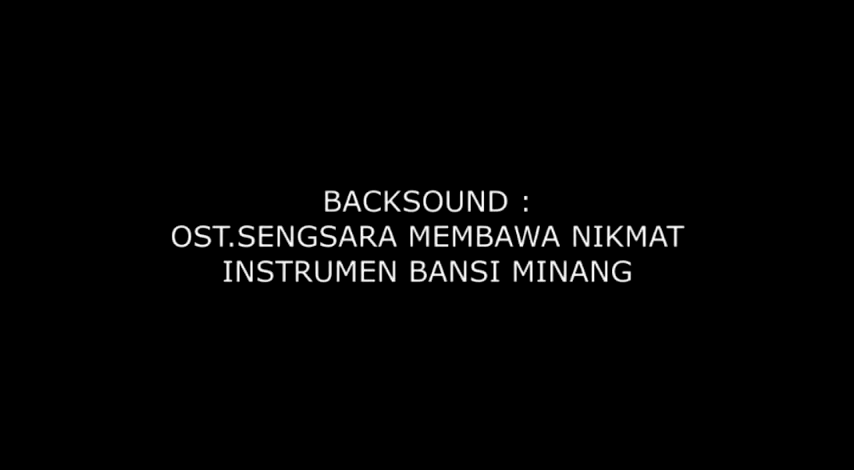 BACKSOUND :
OST.SENGSARA MEMBAWA NIKMAT
INSTRUMEN BANSI MINANG